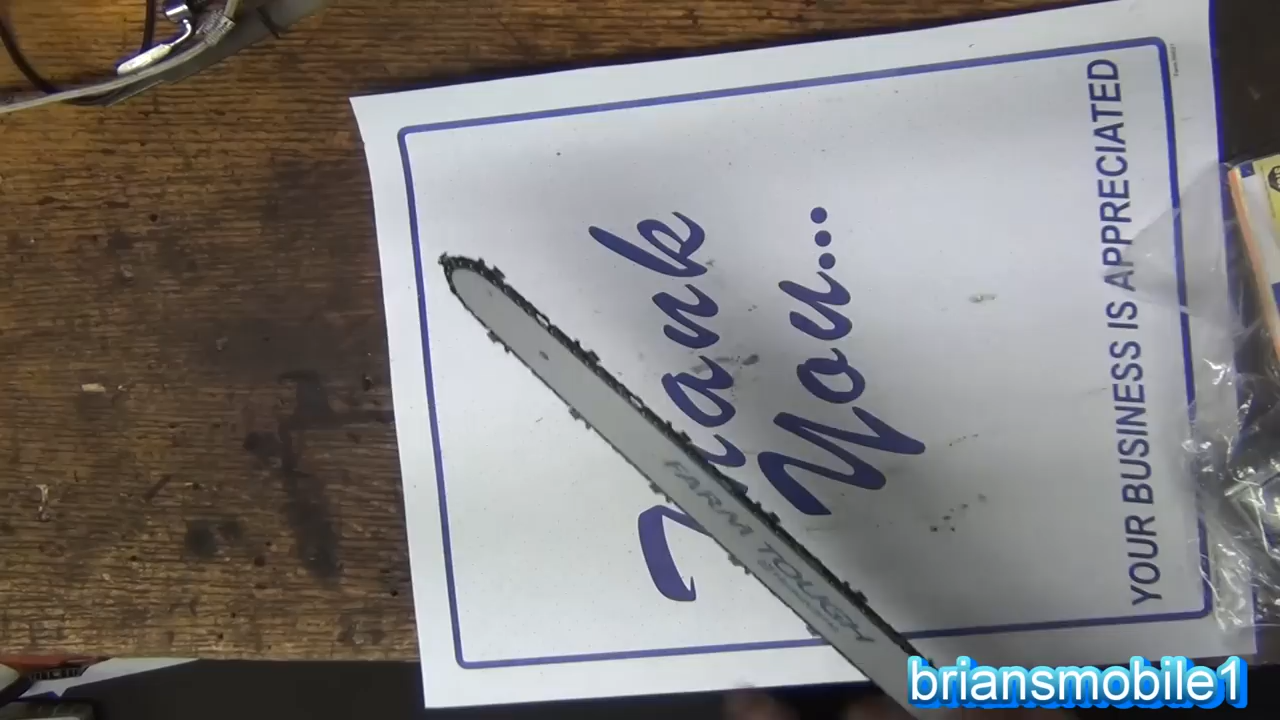 Thank
You...
YOUR BUSINESS IS APPRECIATED
FARM TOUGH
briansmobile1